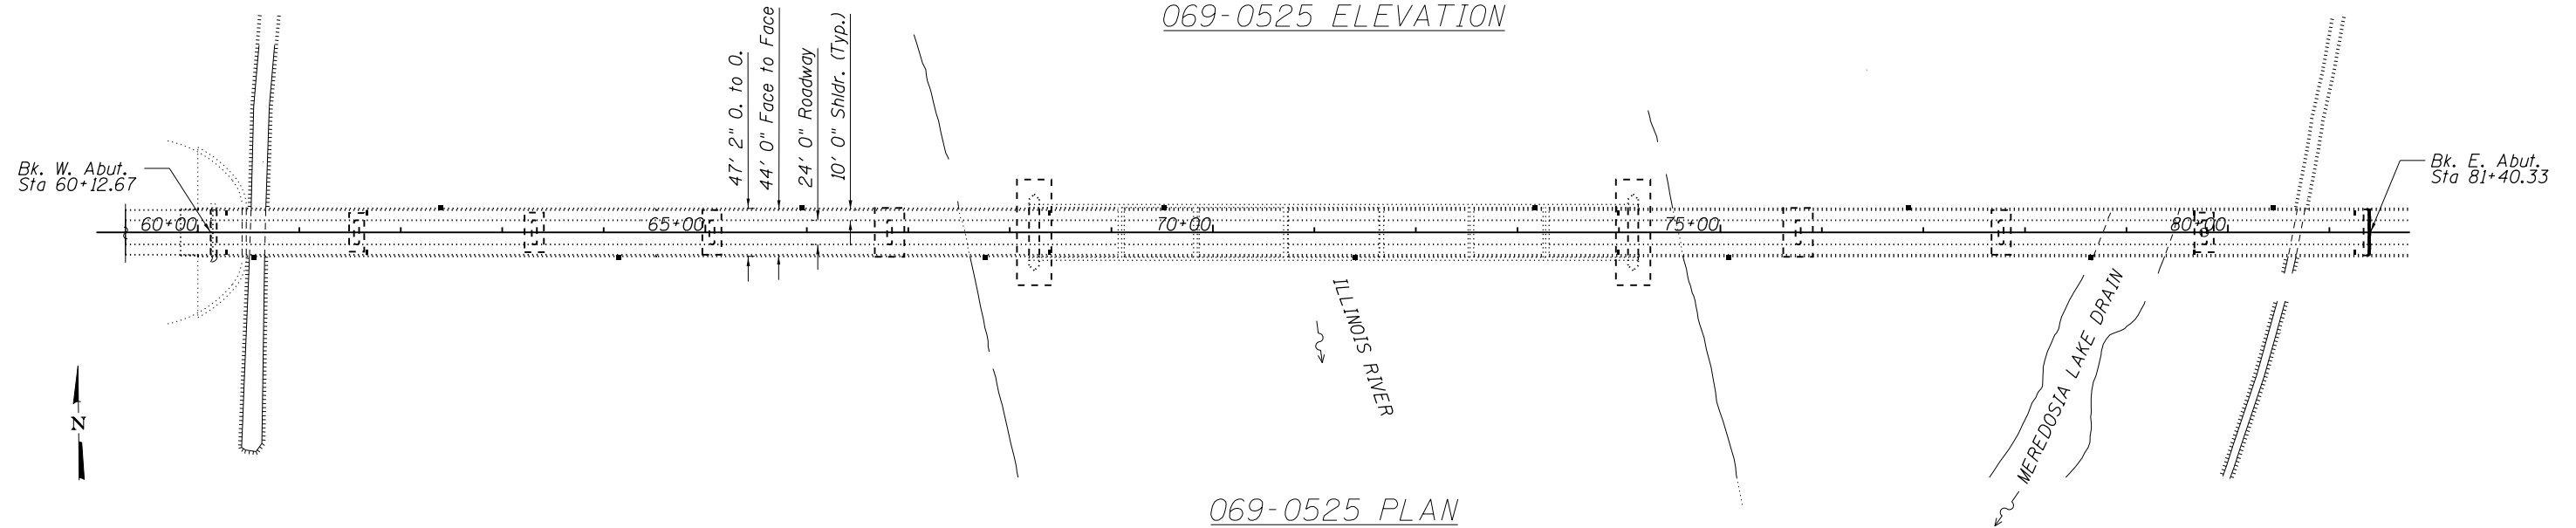 069-0525 ELEVATION
47' 2" O. to O.
44' 0" Face to Face
24' 0" Roadway
10' 0" Shldr. (Typ.)
Bk. W. Abut.
Sta 60+12.67
Bk. E. Abut.
Sta 81+40.33
60+00
65+00
70+00
75+00
80+00
ILLINOIS RIVER
MEREDOSIA LAKE DRAIN
N
069-0525 PLAN